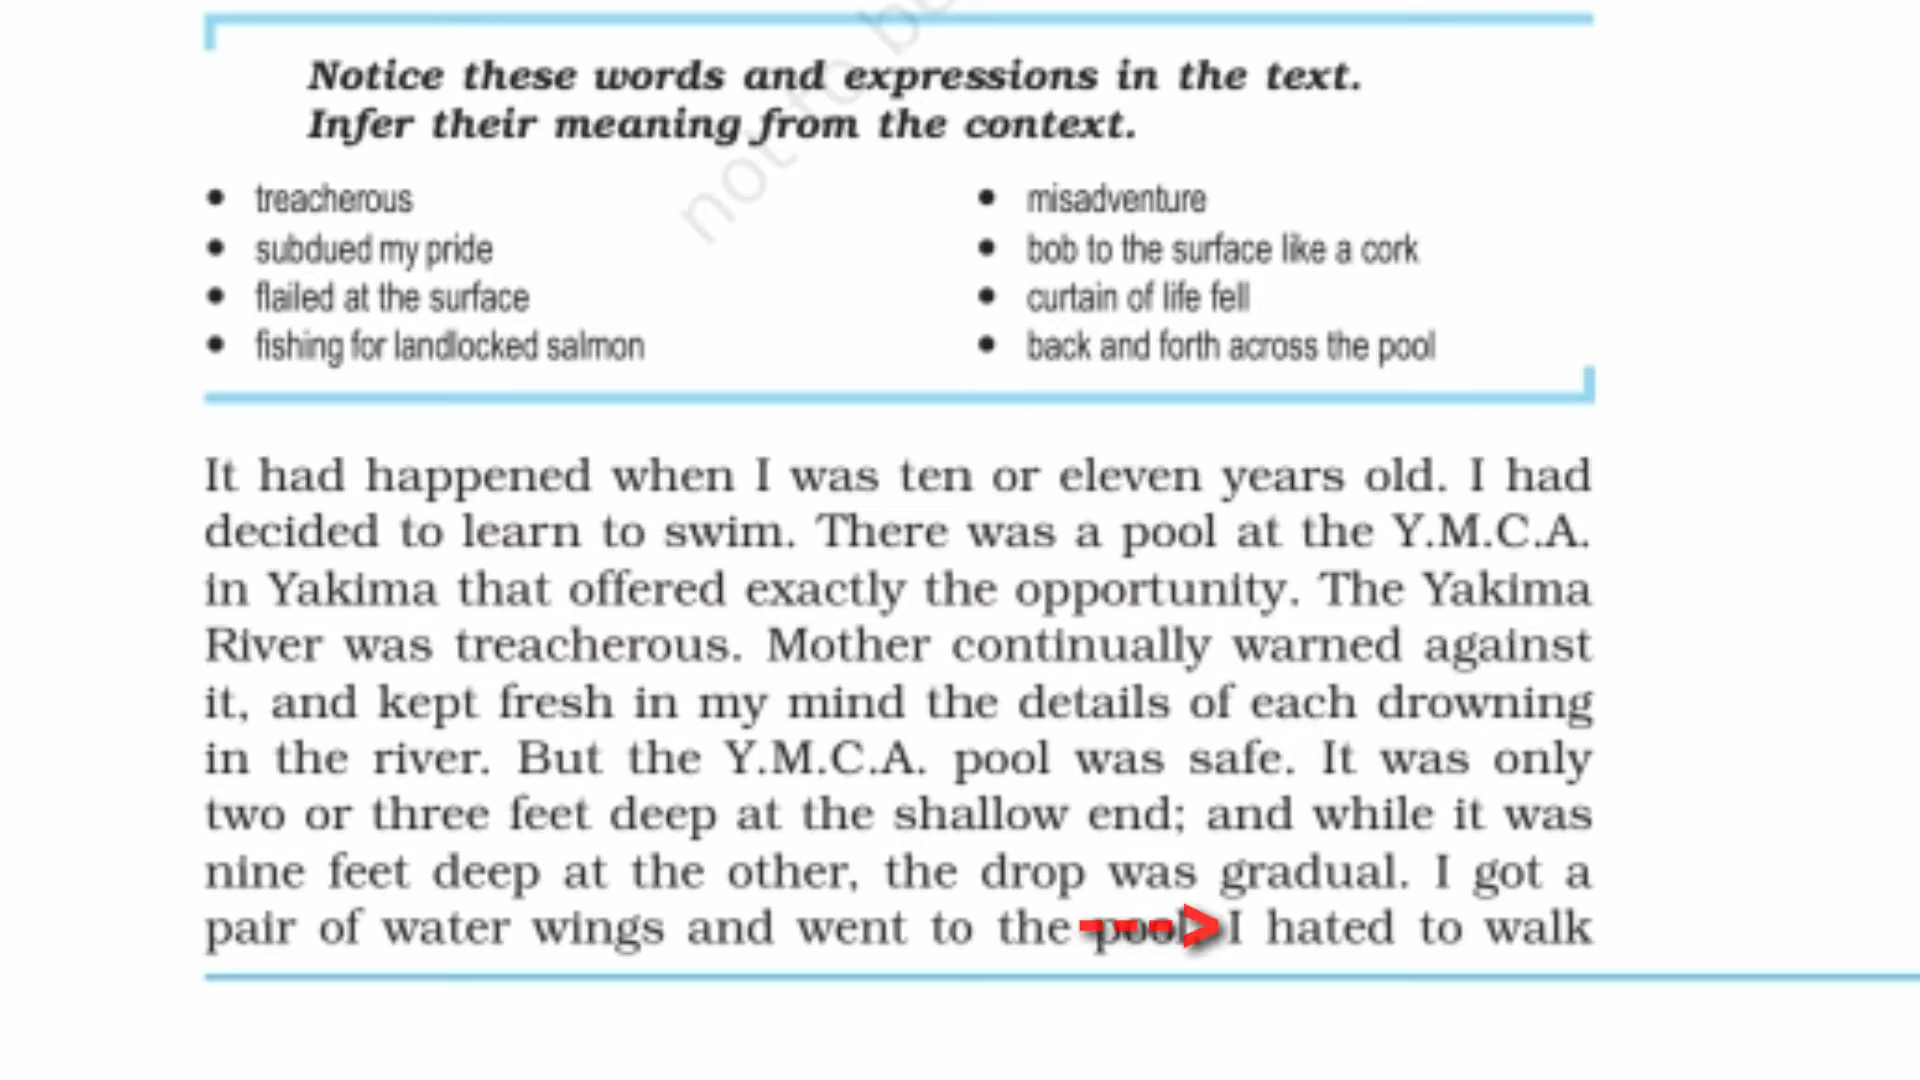 Notice these words and expressions in the text.
Infer their meaning from the context.
• treacherous
• subdued my pride
• flailed at the surface
• fishing for landlocked salmon
• misadventure
• bob to the surface like a cork
• curtain of life fell
• back and forth across the pool
It had happened when I was ten or eleven years old. I had
decided to learn to swim. There was a pool at the Y.M.C.A.
in Yakima that offered exactly the opportunity. The Yakima
River was treacherous. Mother continually warned against
it, and kept fresh in my mind the details of each drowning
in the river. But the Y.M.C.A. pool was safe. It was only
two or three feet deep at the shallow end; and while it was
nine feet deep at the other, the drop was gradual. I got a
pair of water wings and went to the pool I hated to walk
not to be